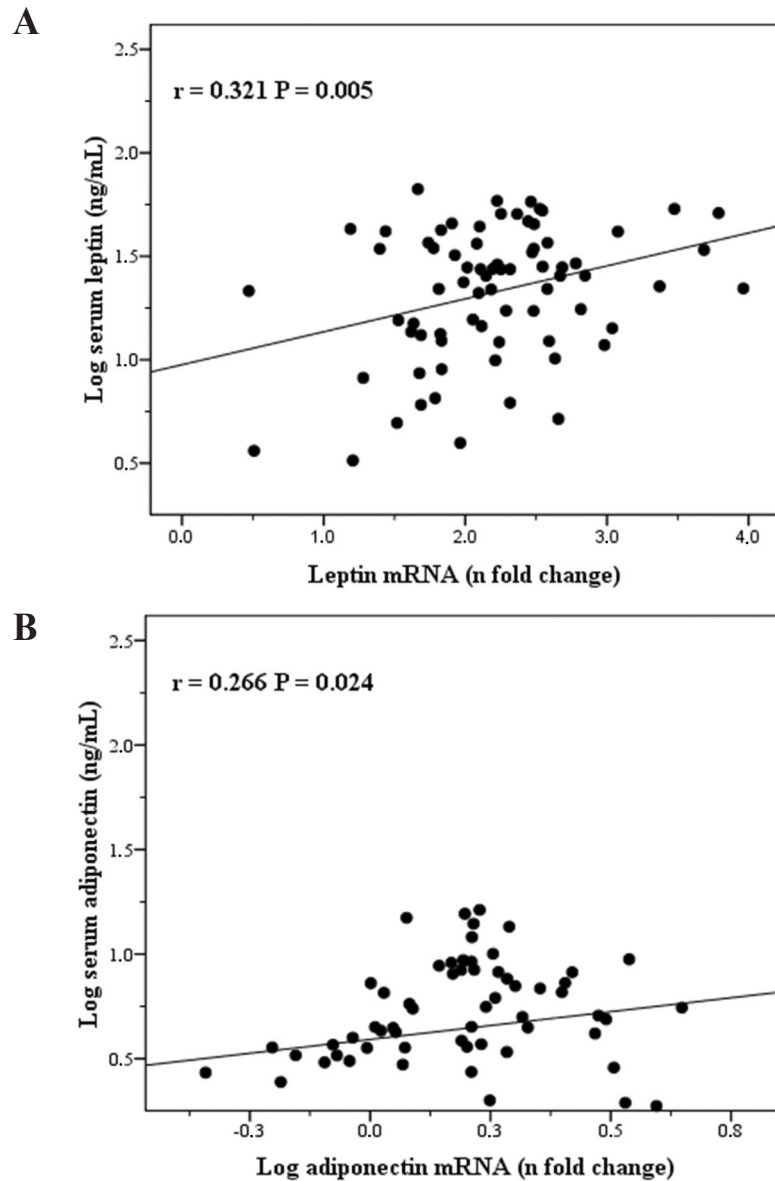 A
r = 0.321 P = 0.005
Log serum leptin (ng/mL)
2.5
2.0
1.5
1.0
0.5
0.0 1.0 2.0 3.0 4.0
Leptin mRNA (n fold change)
B
r = 0.266 P = 0.024
Log serum adiponectin (ng/mL)
2.5
2.0
1.5
1.0
0.5
-0.3 0.0 0.3 0.5 0.8
Log adiponectin mRNA (n fold change)